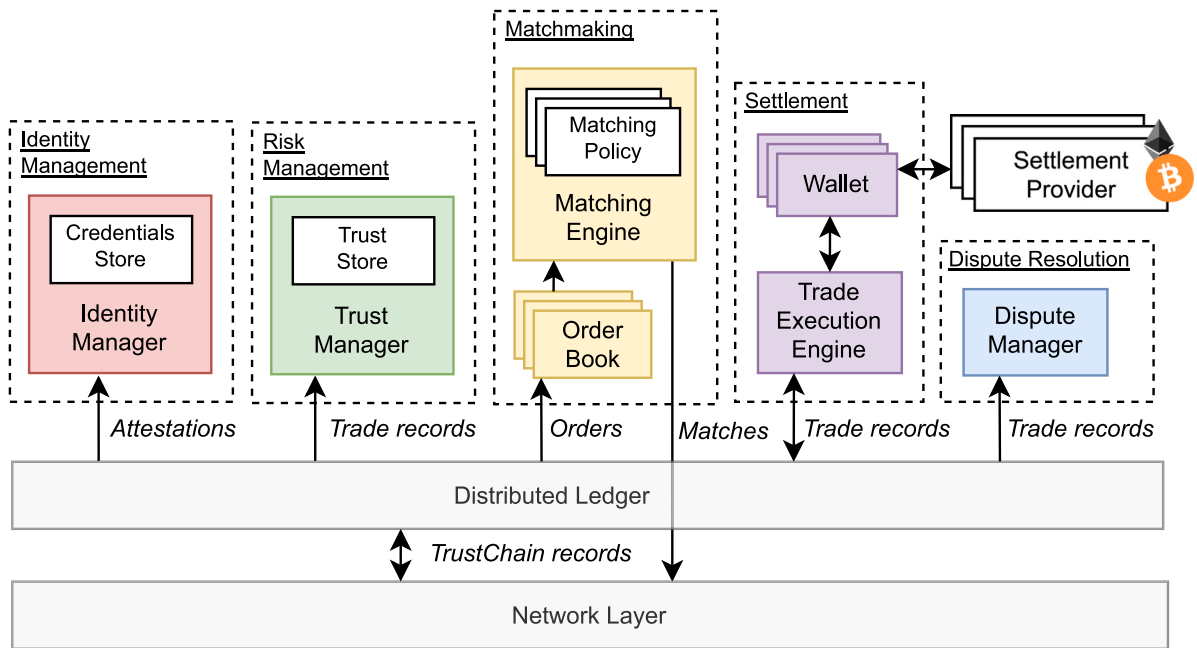 Matchmaking
Matching
Policy
Matching
Engine
Order
Book
Identity
Management
Credentials
Store
Identity
Manager
Risk
Management
Trust
Store
Trust
Manager
Settlement
Wallet
Trade
Execution
Engine
Settlement
Provider
Dispute Resolution
Dispute
Manager
Attestations
Trade records
Orders
Matches
Trade records
Trade records
Distributed Ledger
TrustChain records
Network Layer